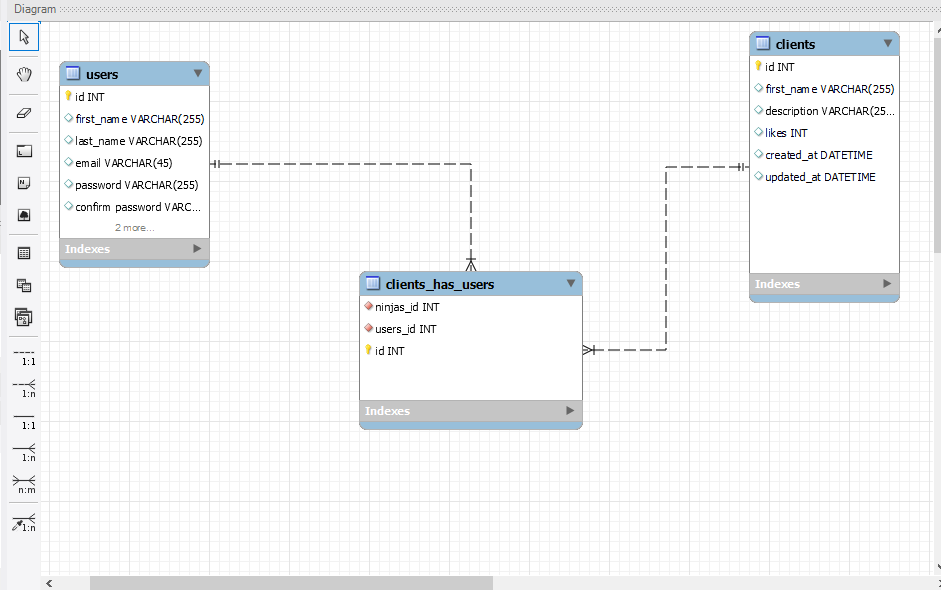 Diagram
users
id INT
first_name VARCHAR(255)
last_name VARCHAR(255)
email VARCHAR(45)
password VARCHAR(255)
confirm password VARC...
2 more...
Indexes
clients
id INT
first_name VARCHAR(255)
description VARCHAR(25...
likes INT
created_at DATETIME
updated_at DATETIME
Indexes
clients_has_users
ninjas_id INT
users_id INT
id INT
Indexes
1:1
1:n
1:1
1:n
n:m
1:n